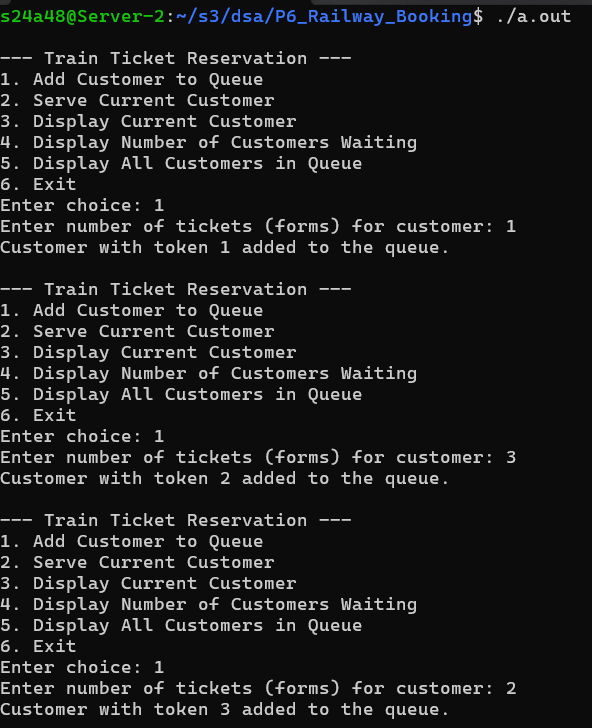 s24a48@Server-2:~/s3/dsa/P6_Railway_Booking$ ./a.out
--- Train Ticket Reservation ---
1. Add Customer to Queue
2. Serve Current Customer
3. Display Current Customer
4. Display Number of Customers Waiting
5. Display All Customers in Queue
6. Exit
Enter choice: 1
Enter number of tickets (forms) for customer: 1
Customer with token 1 added to the queue.
--- Train Ticket Reservation ---
1. Add Customer to Queue
2. Serve Current Customer
3. Display Current Customer
4. Display Number of Customers Waiting
5. Display All Customers in Queue
6. Exit
Enter choice: 1
Enter number of tickets (forms) for customer: 3
Customer with token 2 added to the queue.
--- Train Ticket Reservation ---
1. Add Customer to Queue
2. Serve Current Customer
3. Display Current Customer
4. Display Number of Customers Waiting
5. Display All Customers in Queue
6. Exit
Enter choice: 1
Enter number of tickets (forms) for customer: 2
Customer with token 3 added to the queue.